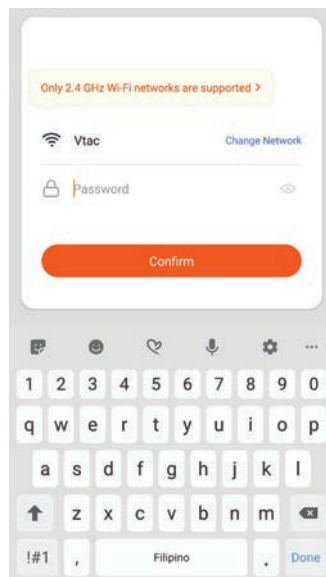 Only 2.4 GHz Wi-Fi networks are supported >
Vtac Change Network
Password
Confirm
1 2 3 4 5 6 7 8 9 0
q w e r t y u i o p
a s d f g h j k l
z x c v b n m
!#1 , Filipino . Done